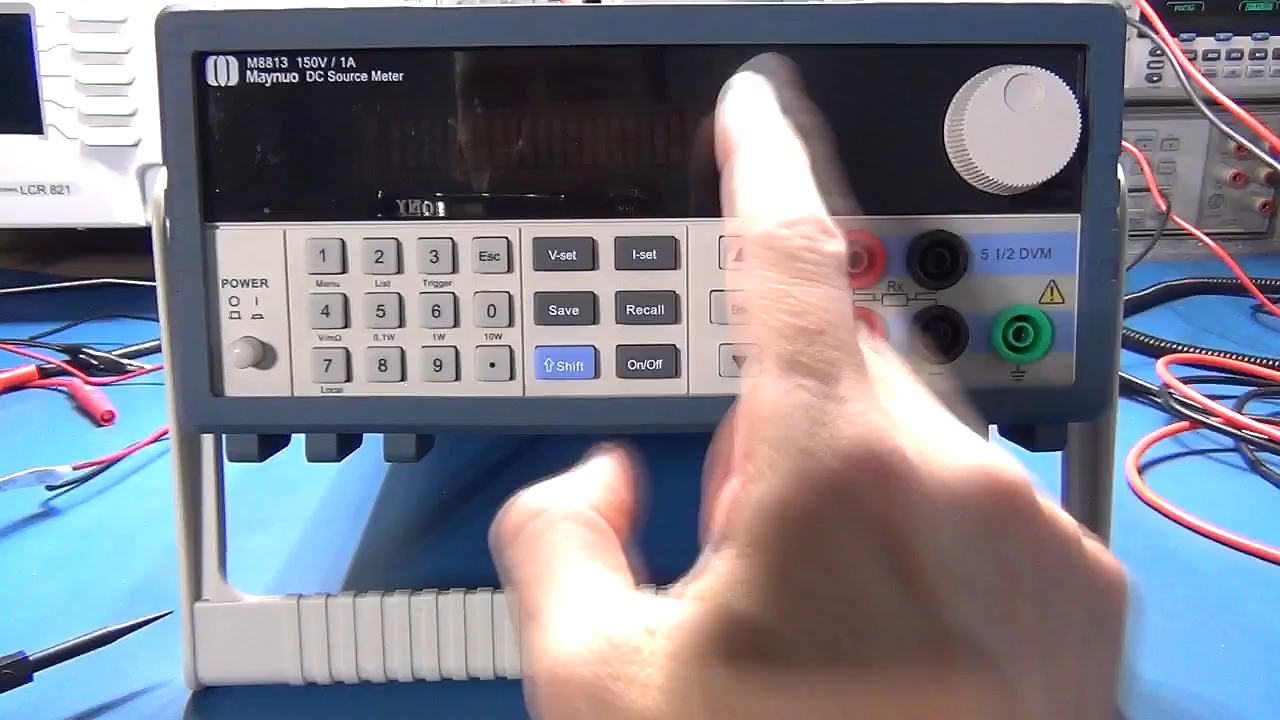 M8813 150V / 1A
Maynuo DC Source Meter
LCR 821
POWER
1 2 3 Esc
Menu List Trigger
4 5 6 0
V/mΩ 0.1W 1W 10W
7 8 9 •
Local
V-set I-set
Save Recall
⇧Shift On/Off
5 1/2 DVM
Rx